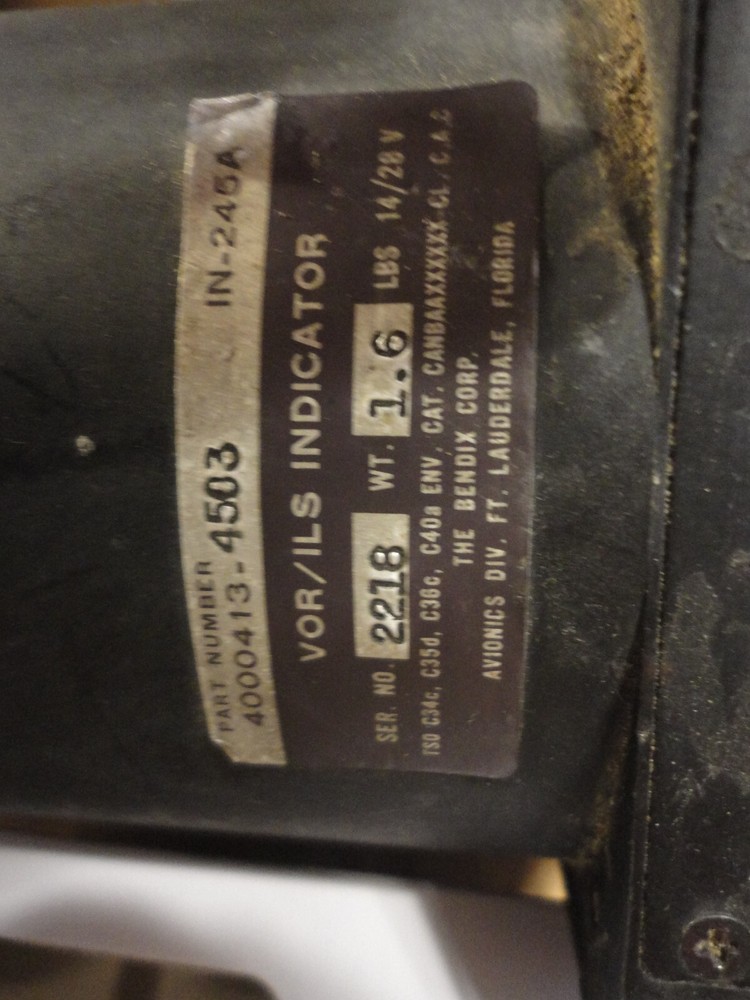 PART NUMBER
4000413-4503 IN-245A
VOR/ILS INDICATOR
SER. NO. 2218 WT. 1.6 LBS 14/28 V
TSO C34c, C35d, C36c, C40a ENV. CAT. CANBAAXXXXXX CL. C.A.C
THE BENDIX CORP.
AVIONICS DIV. FT. LAUDERDALE, FLORIDA